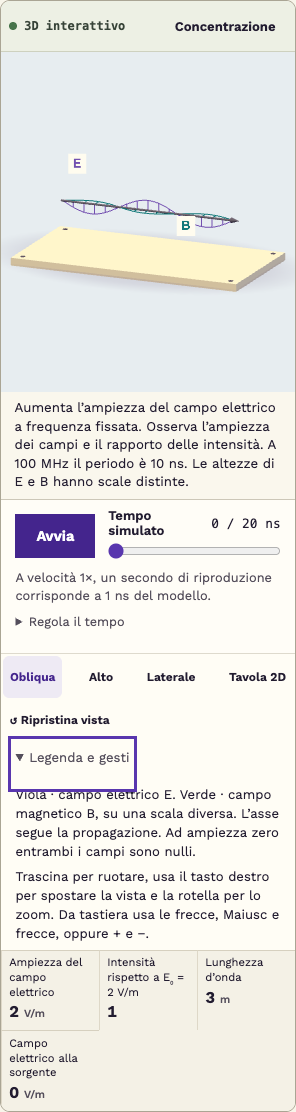 3D interattivo
Concentrazione
E
B
Aumenta l’ampiezza del campo elettrico
a frequenza fissata. Osserva l’ampiezza
dei campi e il rapporto delle intensità. A
100 MHz il periodo è 10 ns. Le altezze di
E e B hanno scale distinte.
Avvia
Tempo
simulato
0 / 20 ns
A velocità 1×, un secondo di riproduzione
corrisponde a 1 ns del modello.
▶ Regola il tempo
Obliqua
Alto
Laterale
Tavola 2D
↺ Ripristina vista
▼ Legenda e gesti
Viola · campo elettrico E. Verde · campo
magnetico B, su una scala diversa. L’asse
segue la propagazione. Ad ampiezza zero
entrambi i campi sono nulli.
Trascina per ruotare, usa il tasto destro
per spostare la vista e la rotella per lo
zoom. Da tastiera usa le frecce, Maiusc e
frecce, oppure + e −.
Ampiezza del
campo
elettrico
2 V/m
Intensità
rispetto a E₀ =
2 V/m
1
Lunghezza
d’onda
3 m
Campo
elettrico alla
sorgente
0 V/m